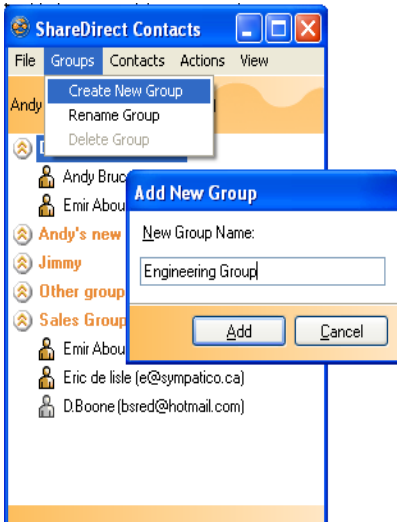 ShareDirect Contacts
File Groups Contacts Actions View
Andy
Create New Group
Rename Group
Delete Group
Andy Bruc
Emir Abou
Andy's new
Jimmy
Other group
Sales Group
Emir Abou
Eric de lisle (e@sympatico.ca)
D.Boone (bsred@hotmail.com)
Add New Group
New Group Name:
Engineering Group
Add Cancel